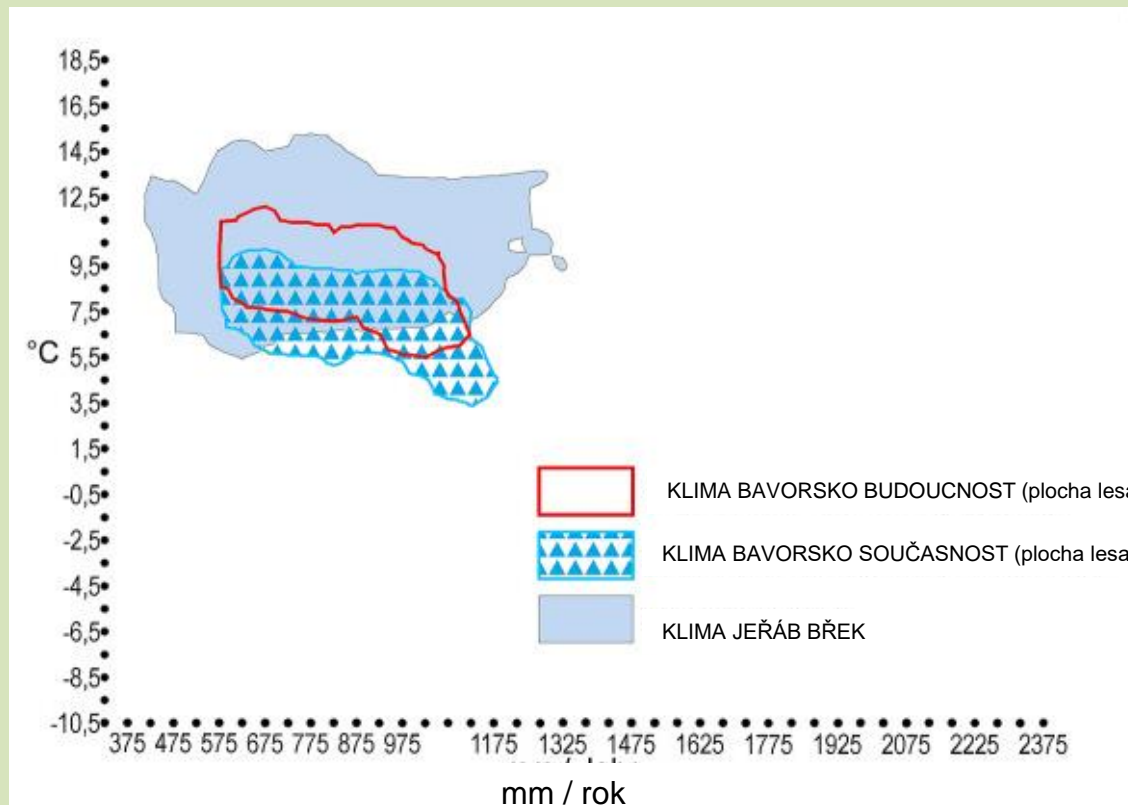 18,5
16,5
14,5
12,5
9,5
7,5
°C
5,5
3,5
1,5
-0,5
-2,5
-4,5
-6,5
-8,5
-10,5
KLIMA BAVORSKO BUDOUCNOST (plocha lesa
KLIMA BAVORSKO SOUČASNOST (plocha lesa
KLIMA JEŘÁB BŘEK
375 475 575 675 775 875 975 1175 1325 1475 1625 1775 1925 2075 2225 2375
mm / rok